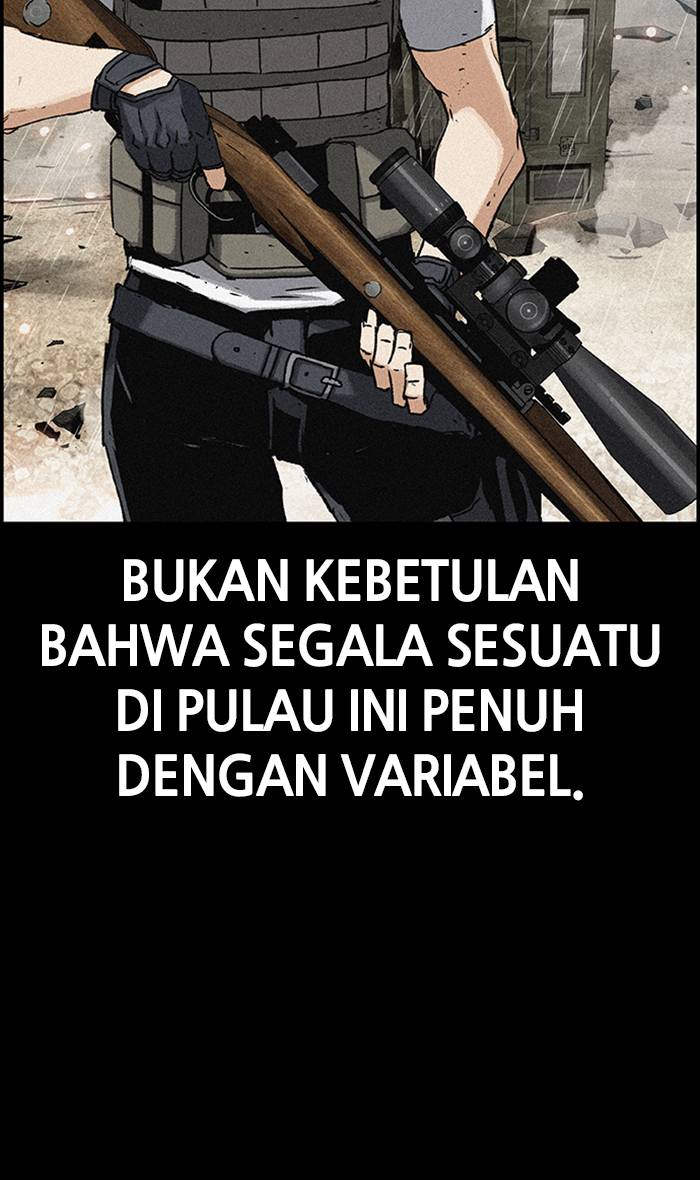 BUKAN KEBETULAN
BAHWA SEGALA SESUATU
DI PULAU INI PENUH
DENGAN VARIABEL.